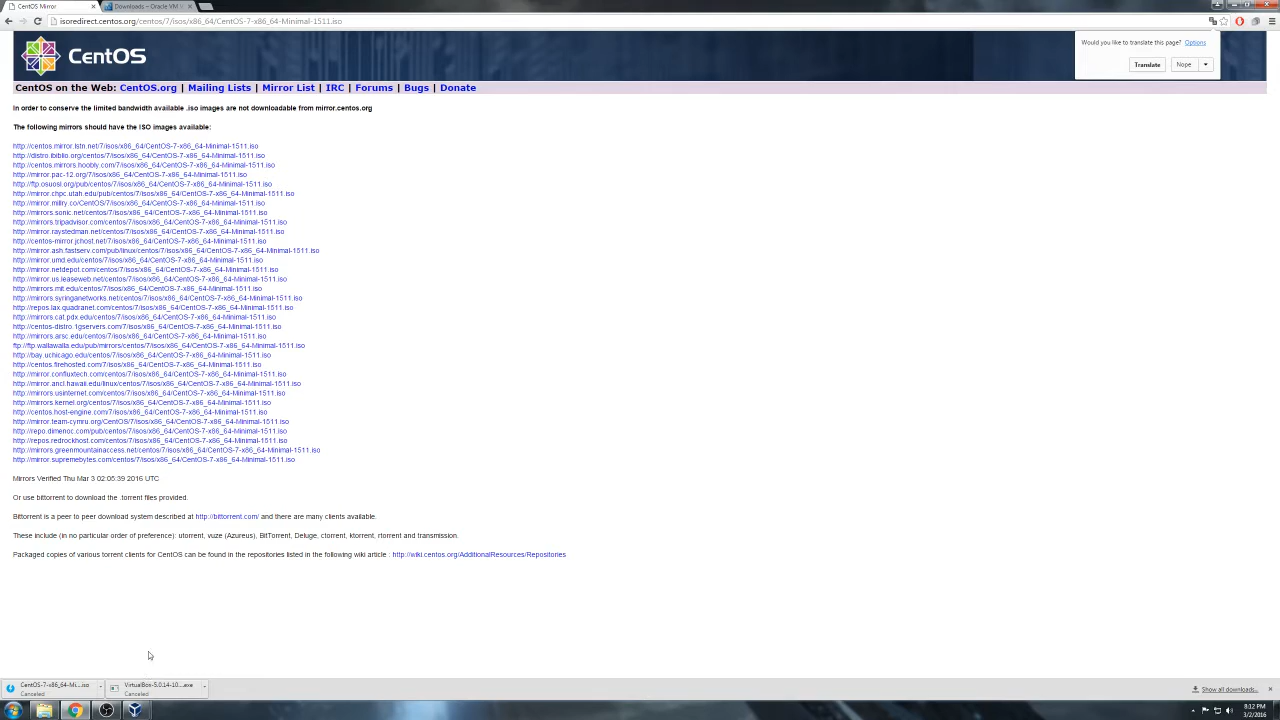 CentOS Mirror
Downloads – Oracle VM V
isoredirect.centos.org/centos/7/isos/x86_64/CentOS-7-x86_64-Minimal-1511.iso
CentOS
Would you like to translate this page? Options
Translate
Nope
CentOS on the Web: CentOS.org | Mailing Lists | Mirror List | IRC | Forums | Bugs | Donate
In order to conserve the limited bandwidth available .iso images are not downloadable from mirror.centos.org
The following mirrors should have the ISO images available:
http://centos.mirror.lstn.net/7/isos/x86_64/CentOS-7-x86_64-Minimal-1511.iso
http://distro.ibiblio.org/centos/7/isos/x86_64/CentOS-7-x86_64-Minimal-1511.iso
http://centos.mirrors.hoobly.com/7/isos/x86_64/CentOS-7-x86_64-Minimal-1511.iso
http://mirror.pac-12.org/7/isos/x86_64/CentOS-7-x86_64-Minimal-1511.iso
http://ftp.osuosl.org/pub/centos/7/isos/x86_64/CentOS-7-x86_64-Minimal-1511.iso
http://mirror.chpc.utah.edu/pub/centos/7/isos/x86_64/CentOS-7-x86_64-Minimal-1511.iso
http://mirror.millry.co/CentOS/7/isos/x86_64/CentOS-7-x86_64-Minimal-1511.iso
http://mirrors.sonic.net/centos/7/isos/x86_64/CentOS-7-x86_64-Minimal-1511.iso
http://mirrors.tripadvisor.com/centos/7/isos/x86_64/CentOS-7-x86_64-Minimal-1511.iso
http://mirror.raystedman.net/centos/7/isos/x86_64/CentOS-7-x86_64-Minimal-1511.iso
http://centos-mirror.jchost.net/7/isos/x86_64/CentOS-7-x86_64-Minimal-1511.iso
http://mirror.ash.fastserv.com/pub/linux/centos/7/isos/x86_64/CentOS-7-x86_64-Minimal-1511.iso
http://mirror.umd.edu/centos/7/isos/x86_64/CentOS-7-x86_64-Minimal-1511.iso
http://mirror.netdepot.com/centos/7/isos/x86_64/CentOS-7-x86_64-Minimal-1511.iso
http://mirror.us.leaseweb.net/centos/7/isos/x86_64/CentOS-7-x86_64-Minimal-1511.iso
http://mirrors.mit.edu/centos/7/isos/x86_64/CentOS-7-x86_64-Minimal-1511.iso
http://mirrors.syringanetworks.net/centos/7/isos/x86_64/CentOS-7-x86_64-Minimal-1511.iso
http://repos.lax.quadranet.com/centos/7/isos/x86_64/CentOS-7-x86_64-Minimal-1511.iso
http://mirrors.cat.pdx.edu/centos/7/isos/x86_64/CentOS-7-x86_64-Minimal-1511.iso
http://centos-distro.1gservers.com/7/isos/x86_64/CentOS-7-x86_64-Minimal-1511.iso
http://mirrors.arsc.edu/centos/7/isos/x86_64/CentOS-7-x86_64-Minimal-1511.iso
ftp://ftp.wallawalla.edu/pub/mirrors/centos/7/isos/x86_64/CentOS-7-x86_64-Minimal-1511.iso
http://bay.uchicago.edu/centos/7/isos/x86_64/CentOS-7-x86_64-Minimal-1511.iso
http://centos.firehosted.com/7/isos/x86_64/CentOS-7-x86_64-Minimal-1511.iso
http://mirror.confluxtech.com/centos/7/isos/x86_64/CentOS-7-x86_64-Minimal-1511.iso
http://mirror.ancl.hawaii.edu/linux/centos/7/isos/x86_64/CentOS-7-x86_64-Minimal-1511.iso
http://mirrors.usinternet.com/centos/7/isos/x86_64/CentOS-7-x86_64-Minimal-1511.iso
http://mirrors.kernel.org/centos/7/isos/x86_64/CentOS-7-x86_64-Minimal-1511.iso
http://centos.host-engine.com/7/isos/x86_64/CentOS-7-x86_64-Minimal-1511.iso
http://mirror.team-cymru.org/CentOS/7/isos/x86_64/CentOS-7-x86_64-Minimal-1511.iso
http://repo.dimenoc.com/pub/centos/7/isos/x86_64/CentOS-7-x86_64-Minimal-1511.iso
http://repos.redrockhost.com/centos/7/isos/x86_64/CentOS-7-x86_64-Minimal-1511.iso
http://mirrors.greenmountainaccess.net/centos/7/isos/x86_64/CentOS-7-x86_64-Minimal-1511.iso
http://mirror.supremebytes.com/centos/7/isos/x86_64/CentOS-7-x86_64-Minimal-1511.iso
Mirrors Verified Thu Mar 3 02:05:39 2016 UTC
Or use bittorrent to download the .torrent files provided.
Bittorrent is a peer to peer download system described at http://bittorrent.com/ and there are many clients available.
These include (in no particular order of preference): utorrent, vuze (Azureus), BitTorrent, Deluge, ctorrent, ktorrent, rtorrent and transmission.
Packaged copies of various torrent clients for CentOS can be found in the repositories listed in the following wiki article : http://wiki.centos.org/AdditionalResources/Repositories
CentOS-7-x86_64-Mi....iso
Canceled
VirtualBox-5.0.14-10....exe
Canceled
Show all downloads...
8:12 PM
3/2/2016